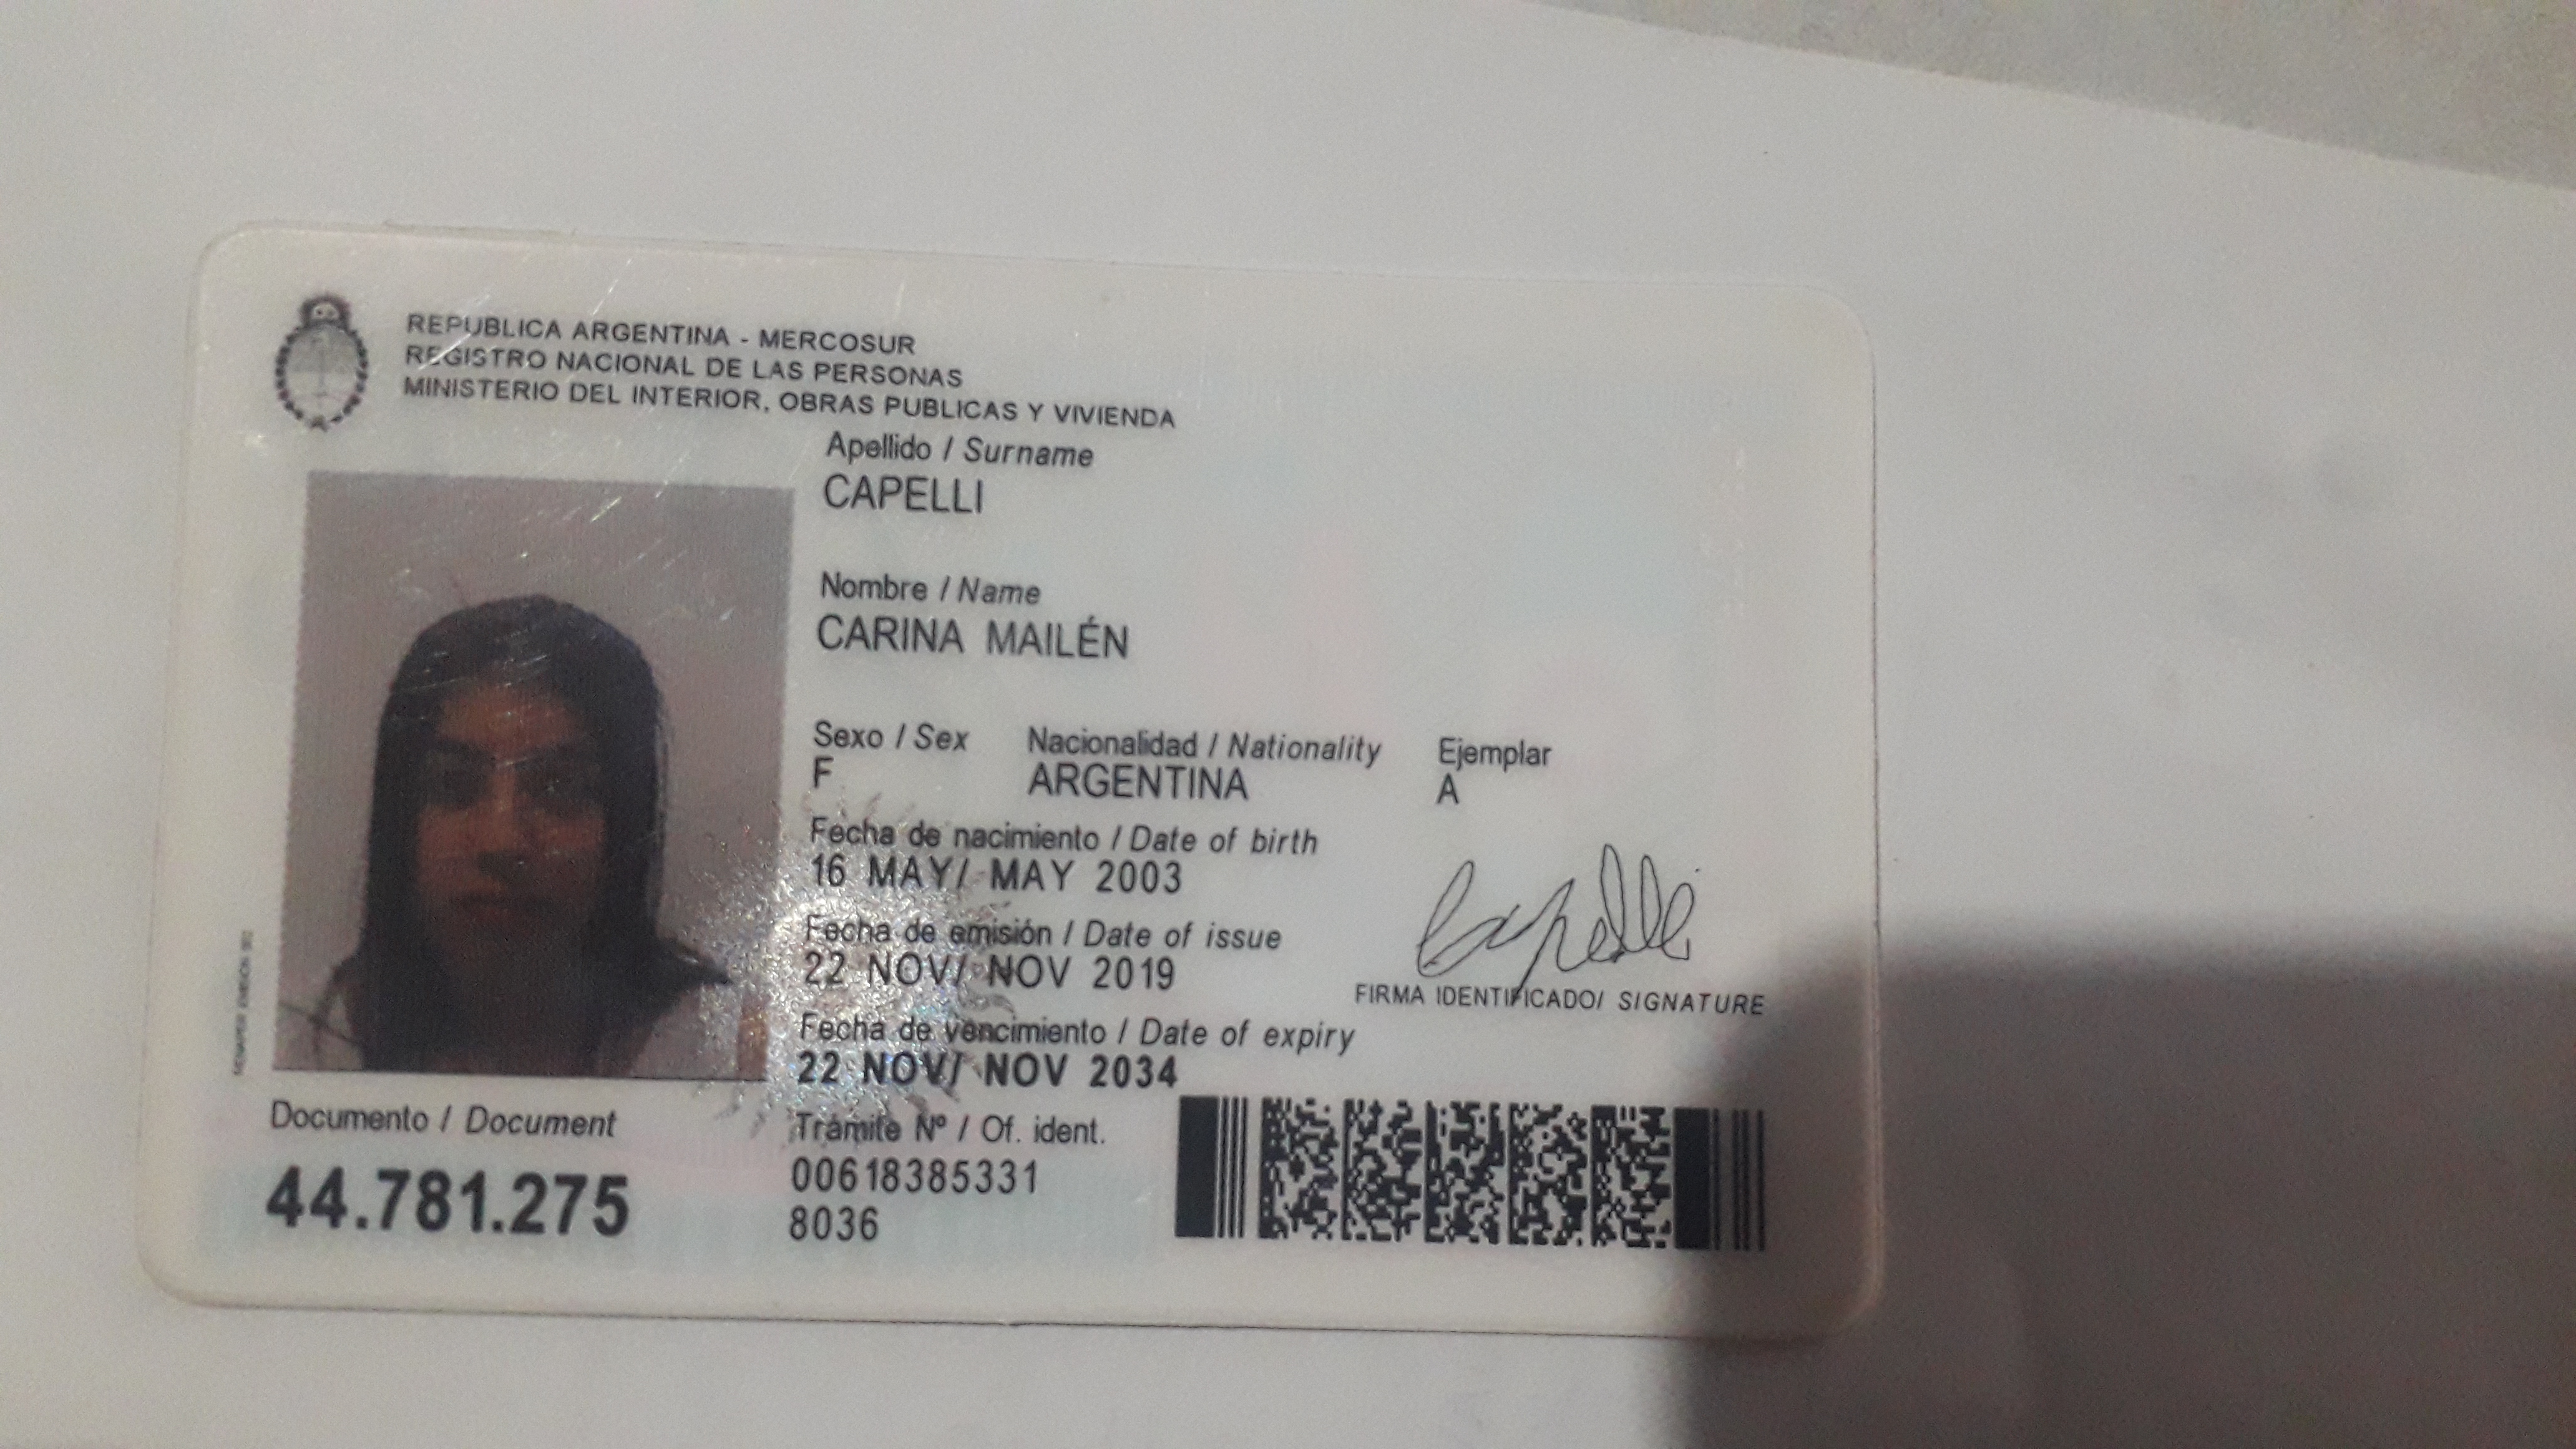 REPUBLICA ARGENTINA - MERCOSUR
REGISTRO NACIONAL DE LAS PERSONAS
MINISTERIO DEL INTERIOR, OBRAS PUBLICAS Y VIVIENDA
Apellido / Surname
CAPELLI
Nombre / Name
CARINA MAILÉN
Sexo / Sex Nacionalidad / Nationality Ejemplar
F ARGENTINA A
Fecha de nacimiento / Date of birth
16 MAY/ MAY 2003
Fecha de emisión / Date of issue
22 NOV/ NOV 2019
Fecha de vencimiento / Date of expiry
22 NOV/ NOV 2034
FIRMA IDENTIFICADO/ SIGNATURE
Capelli
Documento / Document
44.781.275
Trámite Nº / Of. ident.
00618385331
8036